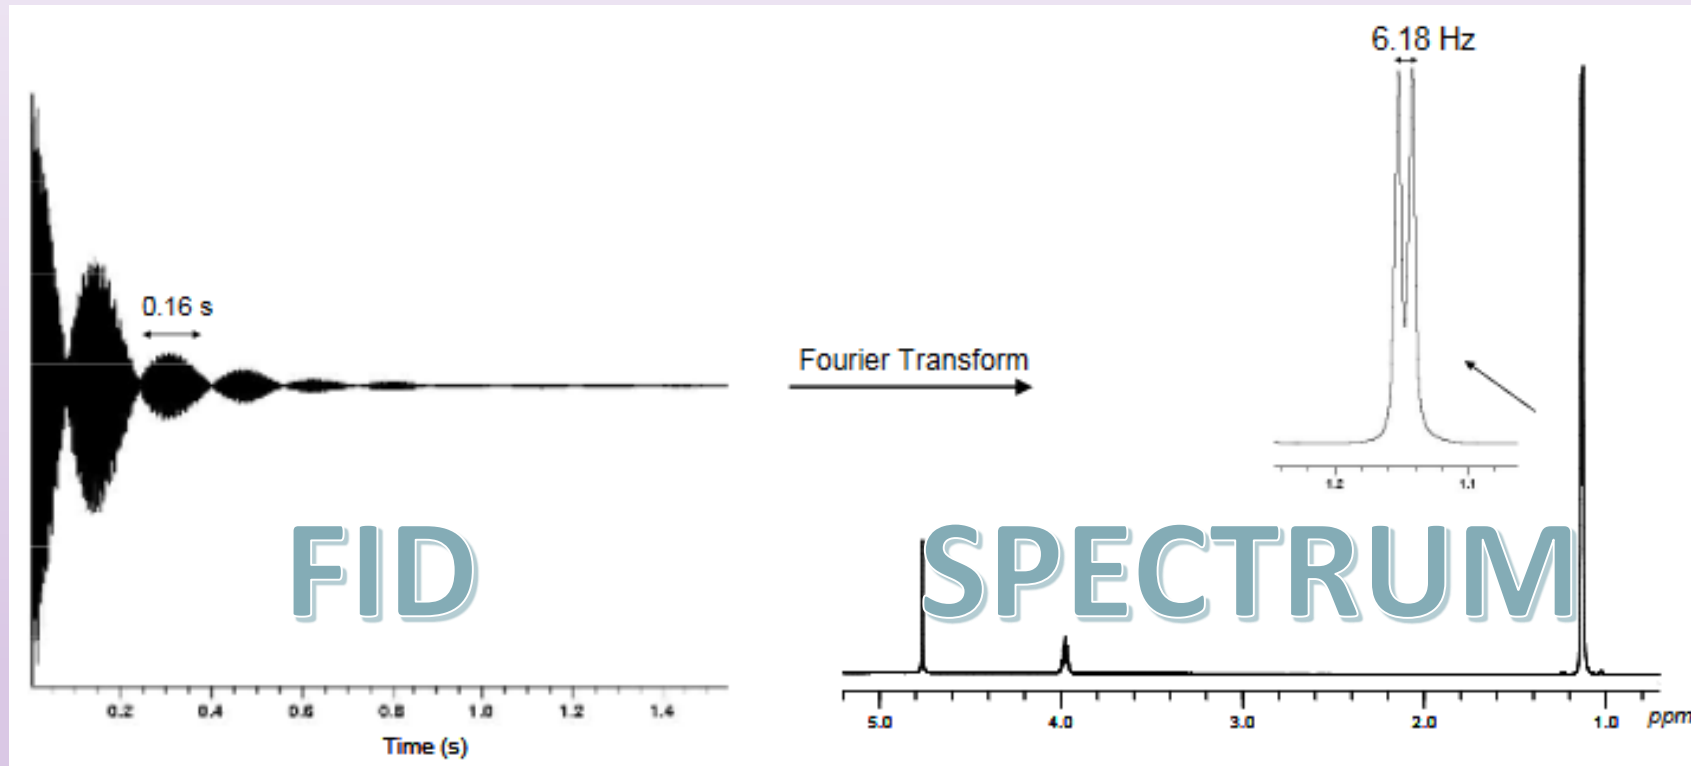 6.18 Hz
0.16 s
Fourier Transform
1.2 1.1
FID
SPECTRUM
0.2 0.4 0.6 0.8 1.0 1.2 1.4
Time (s)
5.0 4.0 3.0 2.0 1.0 ppm